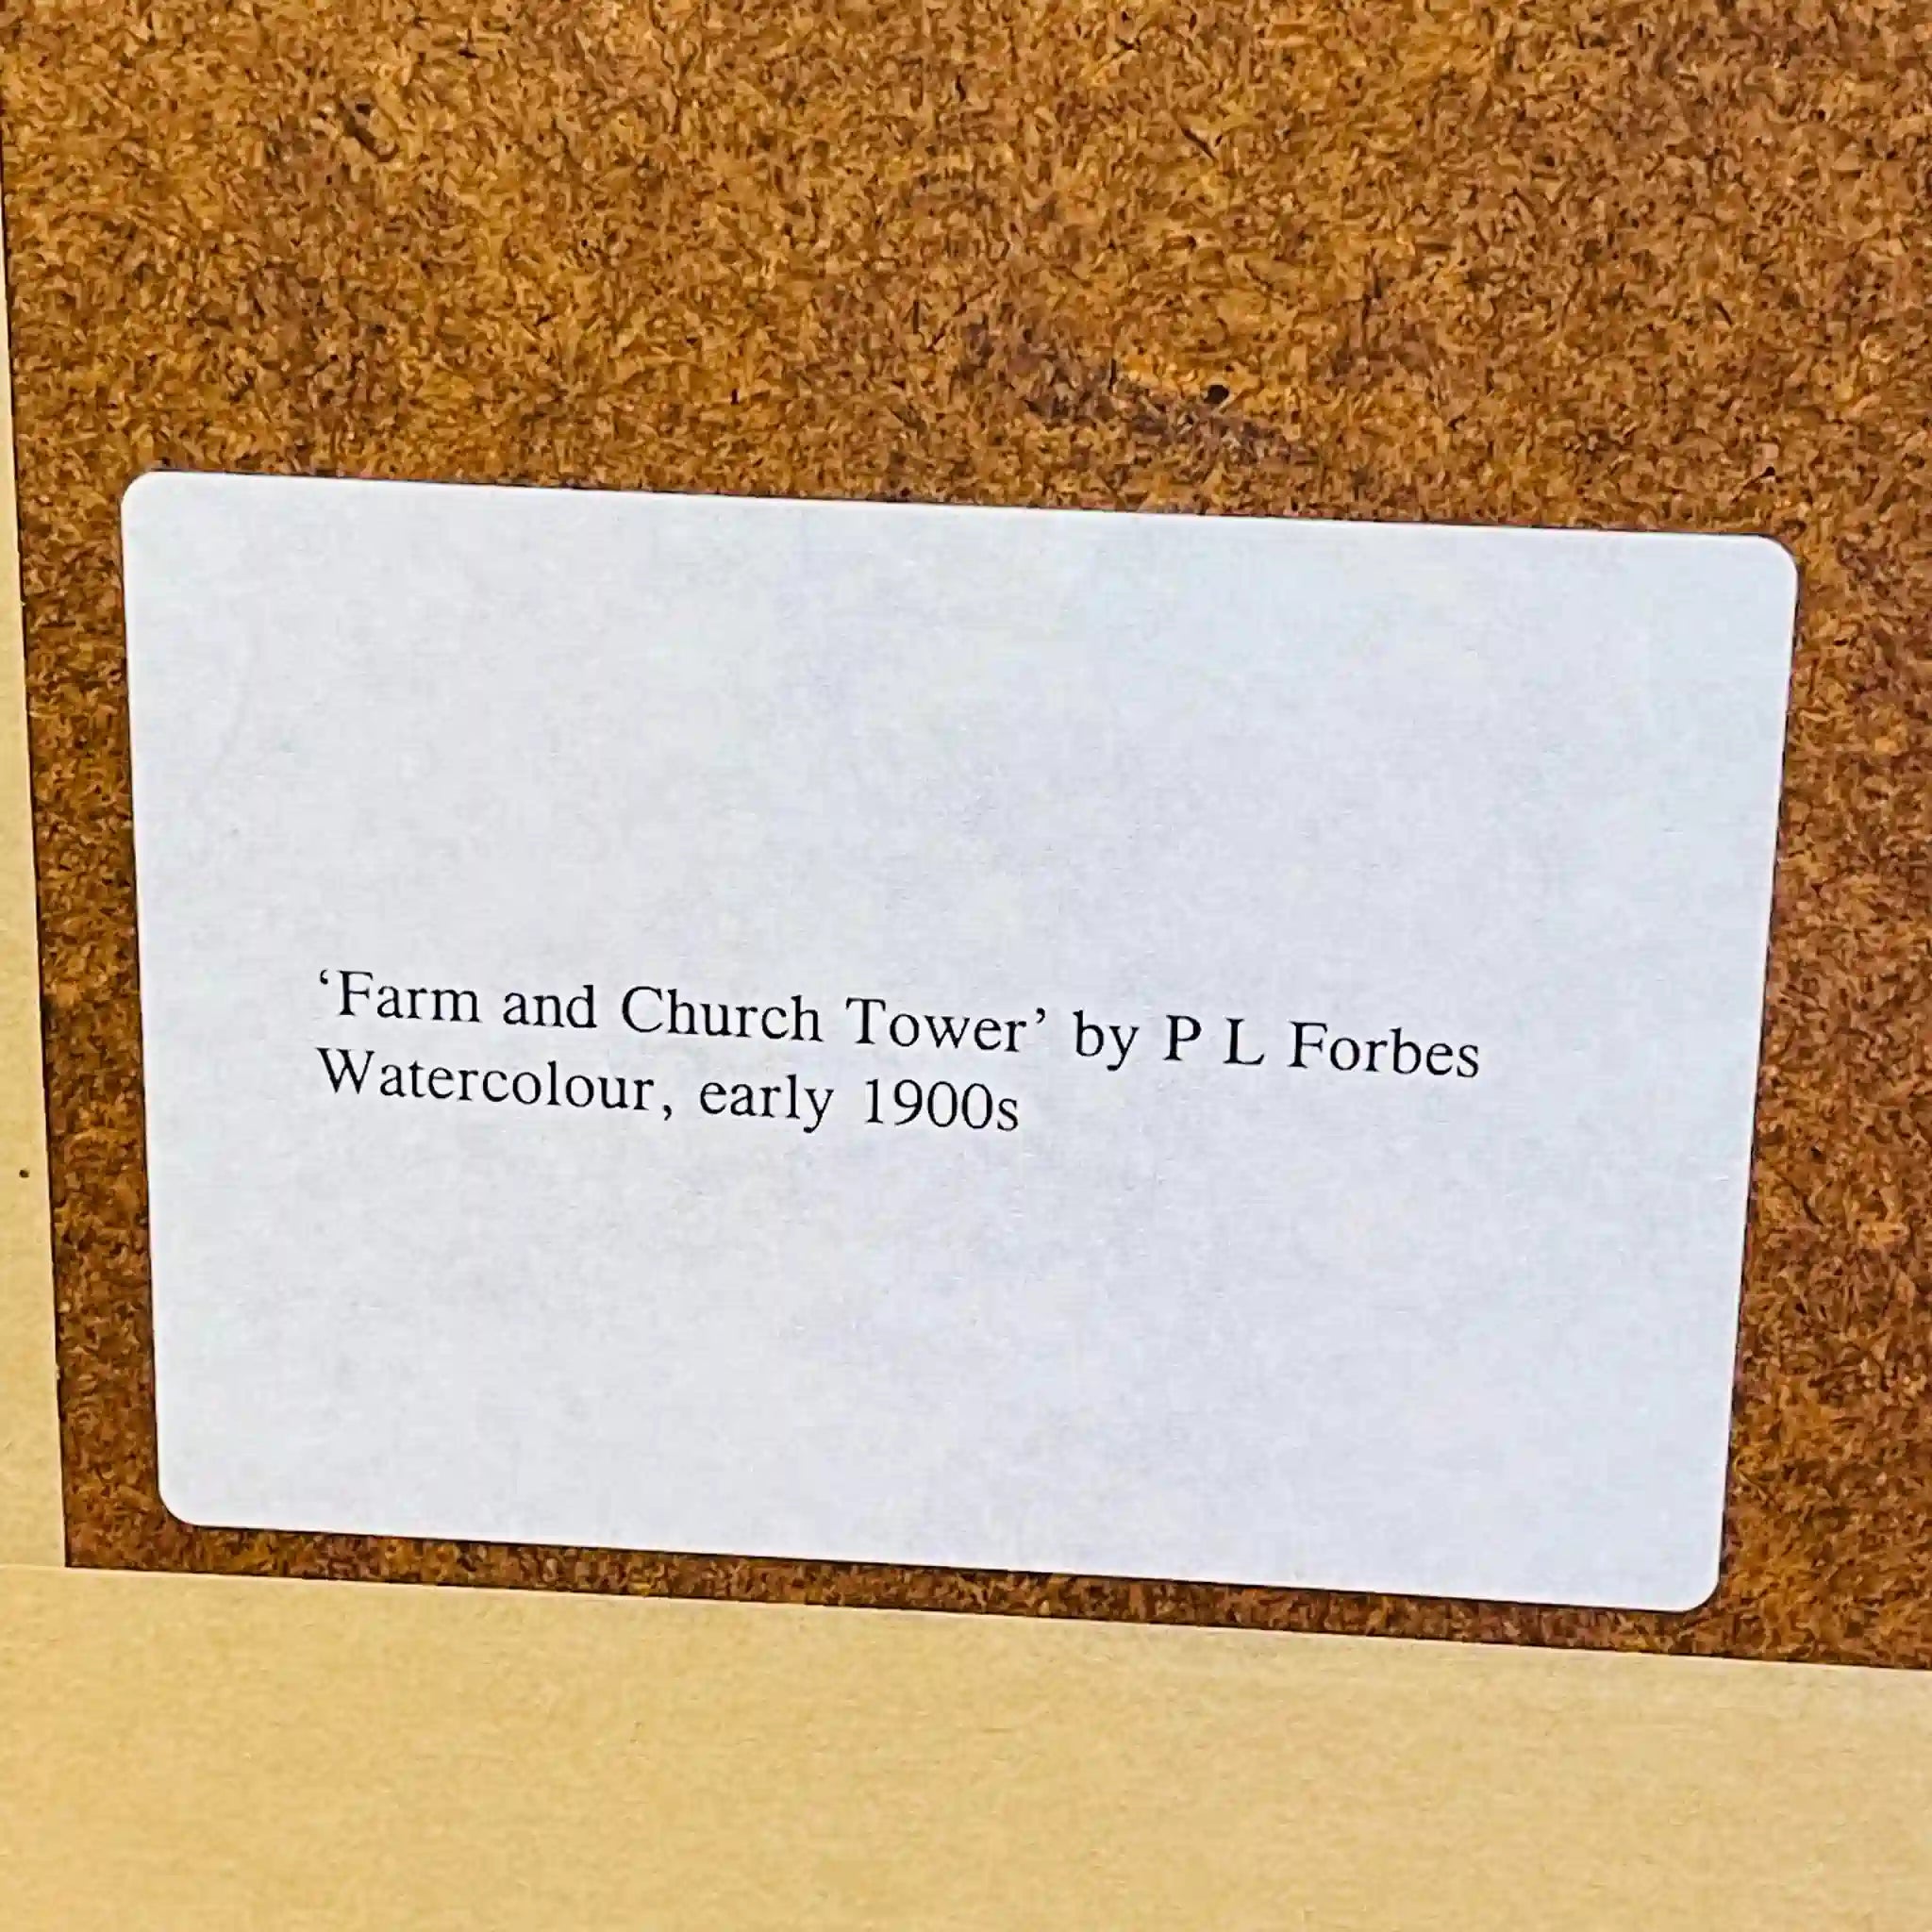 ‘Farm and Church Tower’ by P L Forbes
Watercolour, early 1900s